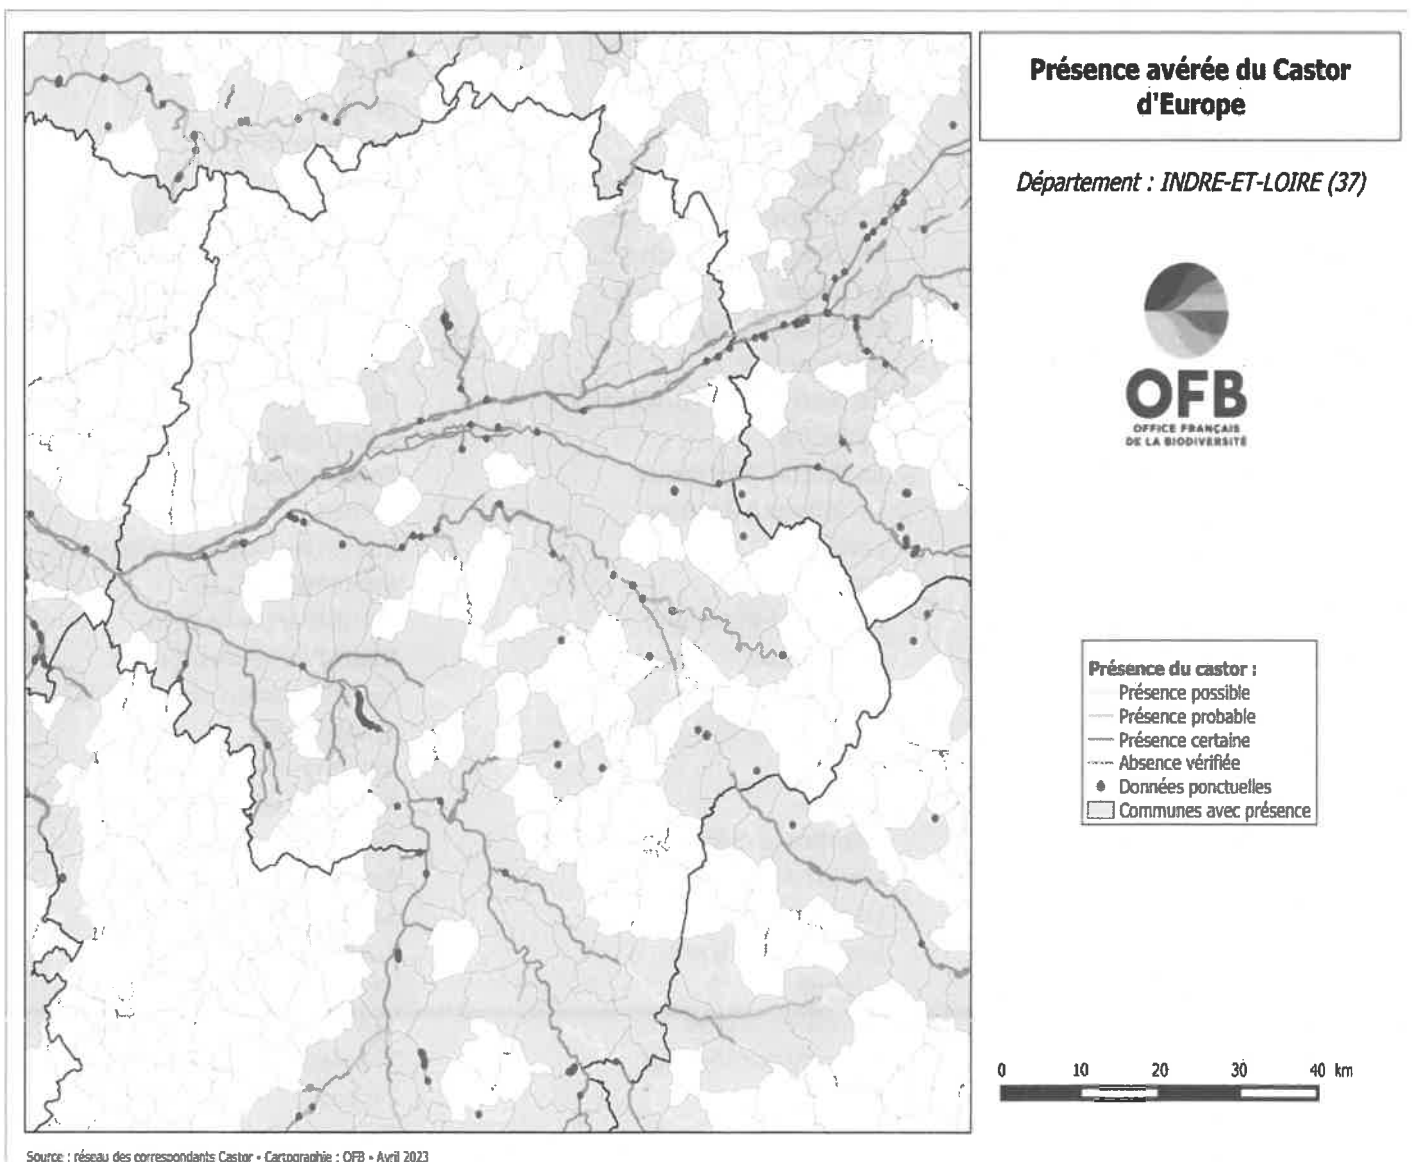 Présence avérée du Castor
d'Europe
Département : INDRE-ET-LOIRE (37)
OFB
OFFICE FRANÇAIS
DE LA BIODIVERSITÉ
Présence du castor :
Présence possible
Présence probable
Présence certaine
Absence vérifiée
Données ponctuelles
Communes avec présence
0 10 20 30 40 km
Source : réseau des correspondants Castor - Cartographie : OFB - Avril 2023